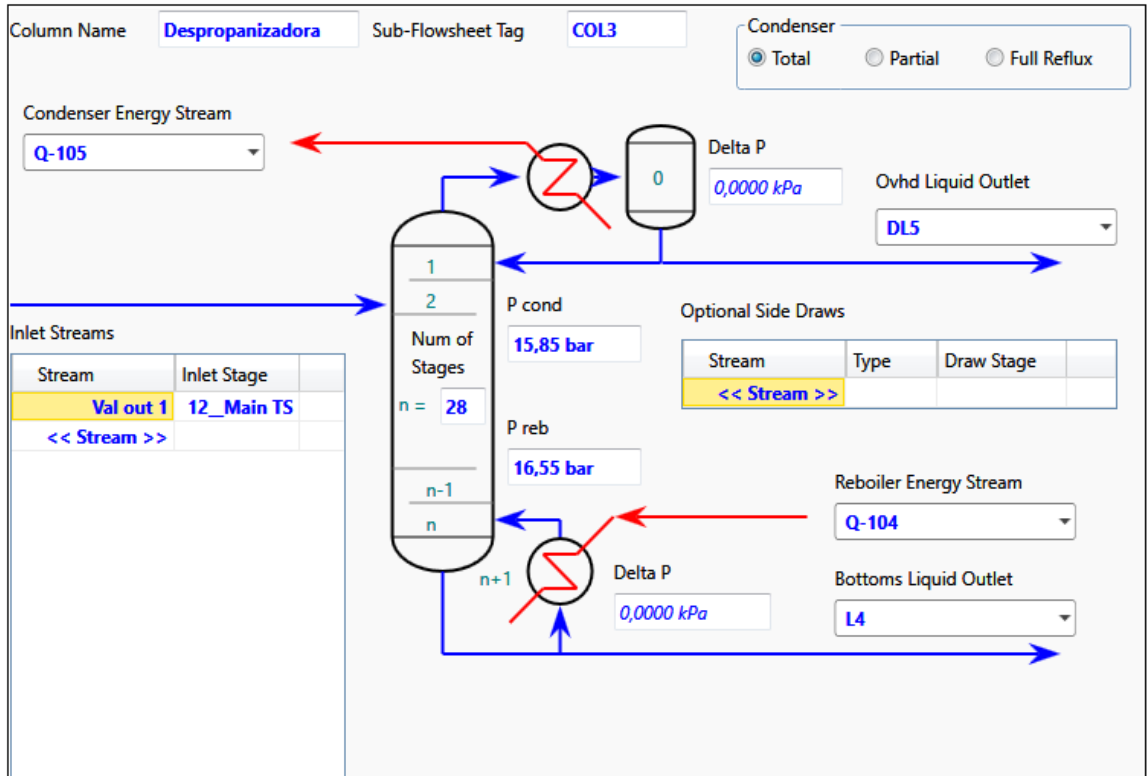 Column Name Despropanizadora Sub-Flowsheet Tag COL3
Condenser
Total Partial Full Reflux
Condenser Energy Stream
Q-105
0
Delta P
0,0000 kPa
Ovhd Liquid Outlet
DL5
1
2
Num of
Stages
n = 28
n-1
n
n+1
P cond
15,85 bar
P reb
16,55 bar
Inlet Streams
Stream Inlet Stage
Val out 1 12__Main TS
<< Stream >>
Optional Side Draws
Stream Type Draw Stage
<< Stream >>
Reboiler Energy Stream
Q-104
Delta P
0,0000 kPa
Bottoms Liquid Outlet
L4